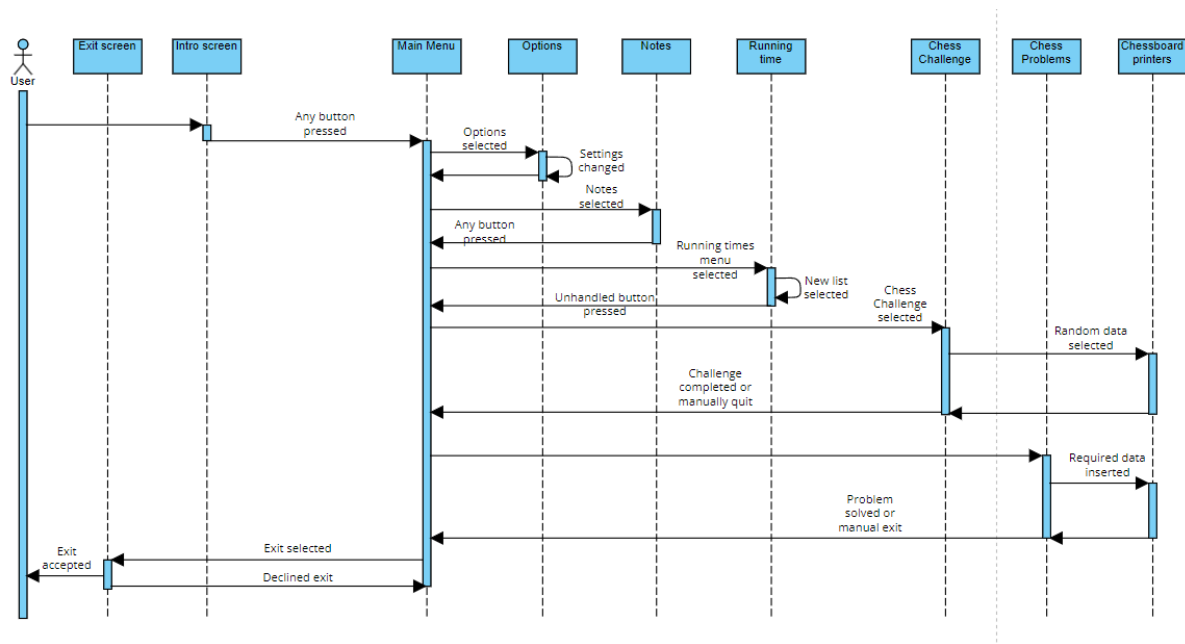 Exit screen
Intro screen
Main Menu
Options
Notes
Running
time
Chess
Challenge
Chess
Problems
Chessboard
printers
User
Any button
pressed
Options
selected
Settings
changed
Notes
selected
Any button
pressed
Running times
menu
selected
New list
selected
Unhandled button
pressed
Chess
Challenge
selected
Random data
selected
Challenge
completed or
manually quit
Required data
inserted
Problem
solved or
manual exit
Exit selected
Exit
accepted
Declined exit